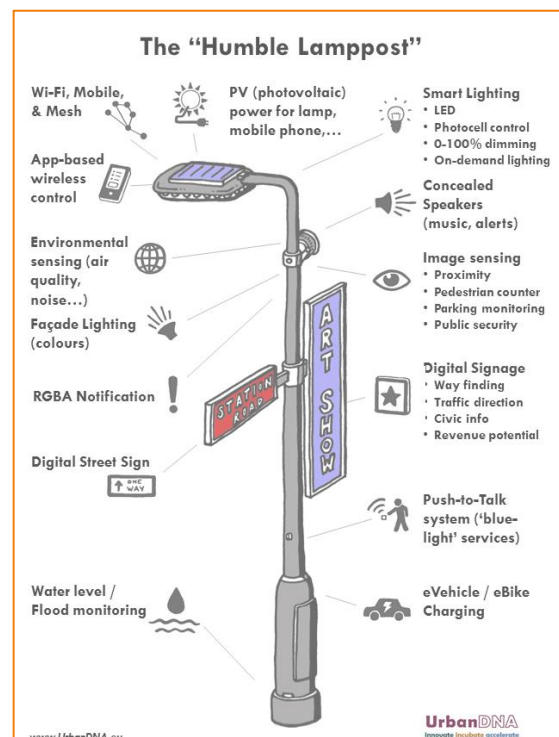 The “Humble Lamppost”
Wi-Fi, Mobile,
& Mesh
PV (photovoltaic)
power for lamp,
mobile phone,...
Smart Lighting
• LED
• Photocell control
• 0-100% dimming
• On-demand lighting
App-based
wireless
control
Concealed
Speakers
(music, alerts)
Environmental
sensing (air
quality,
noise...)
Image sensing
• Proximity
• Pedestrian counter
• Parking monitoring
• Public security
Façade Lighting
(colours)
ART SHOW
RGBA Notification
STATION
ROAD
Digital Signage
• Way finding
• Traffic direction
• Civic info
• Revenue potential
Digital Street Sign
ONE
WAY
Push-to-Talk
system (‘blue-
light’ services)
Water level /
Flood monitoring
eVehicle / eBike
Charging
UrbanDNA
Innovate incubate accelerate
www.UrbanDNA.eu